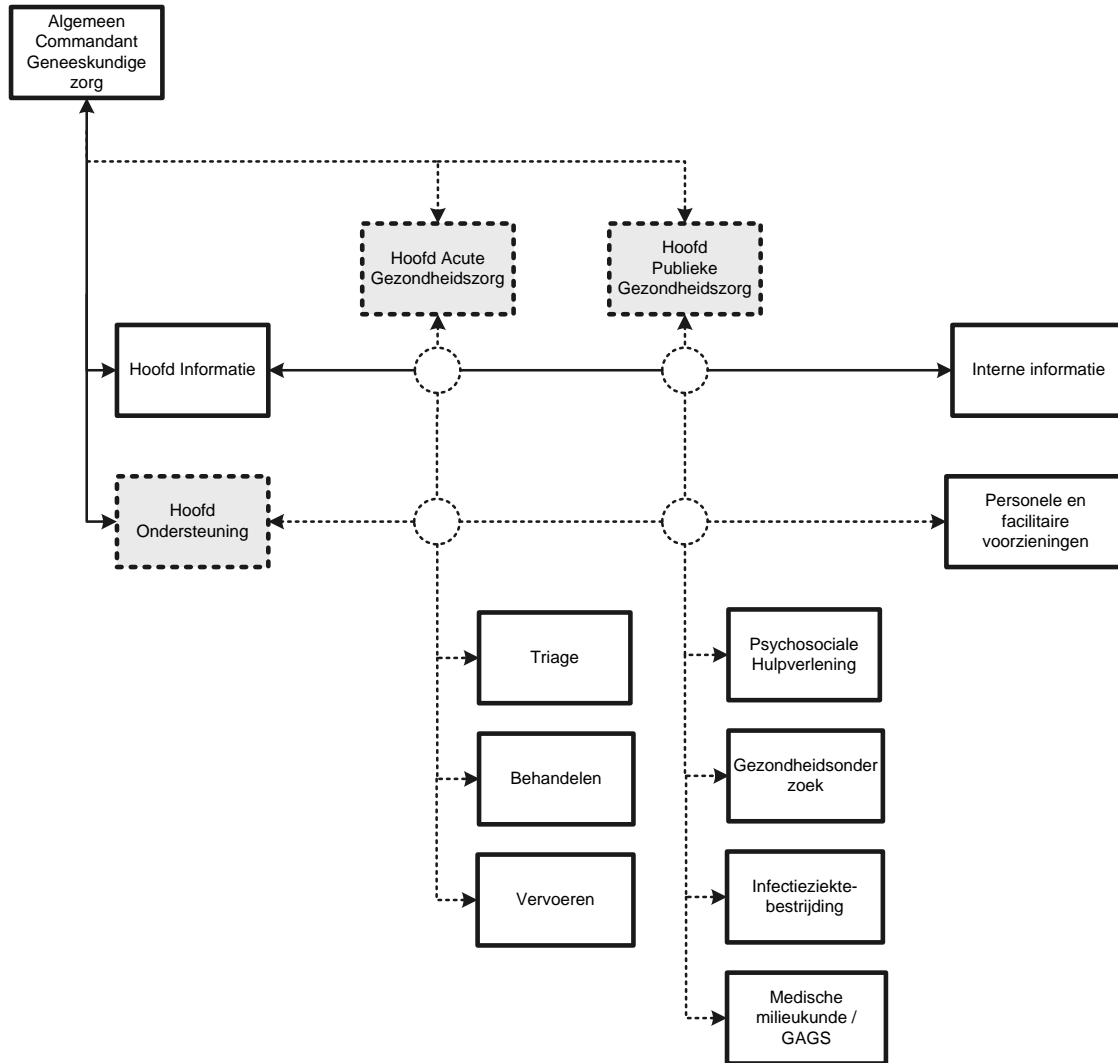 Algemeen
Commandant
Geneeskundige
zorg
Hoofd Acute
Gezondheidszorg
Hoofd
Publieke
Gezondheidszorg
Hoofd Informatie
Interne informatie
Hoofd
Ondersteuning
Personele en
facilitaire
voorzieningen
Triage
Psychosociale
Hulpverlening
Behandelen
Gezondheidsonder
zoek
Vervoeren
Infectieziekte-
bestrijding
Medische
milieukunde /
GAGS